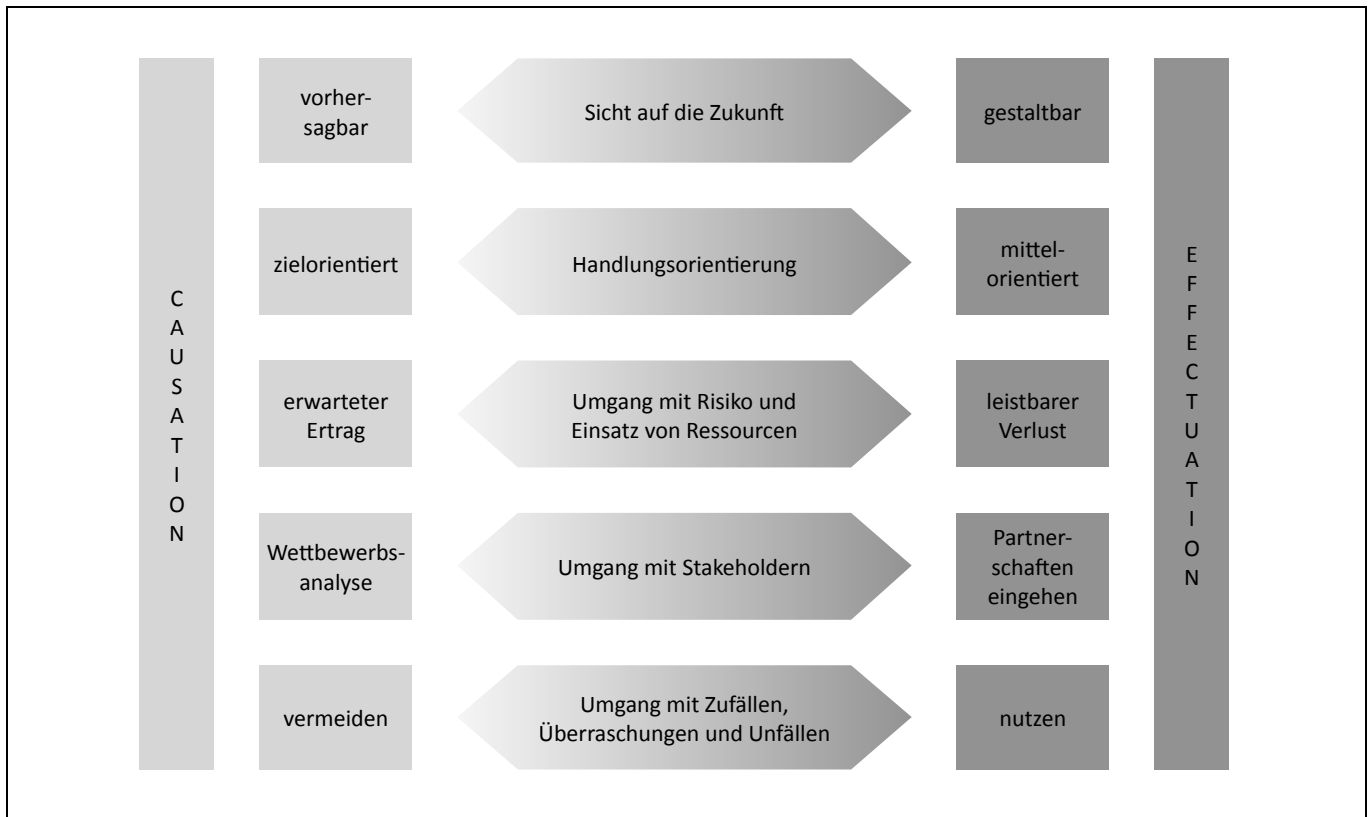 CAUSATION
vorher-
sagbar
Sicht auf die Zukunft
gestaltbar
zielorientiert
Handlungsorientierung
mittel-
orientiert
erwarteter
Ertrag
Umgang mit Risiko und
Einsatz von Ressourcen
leistbarer
Verlust
Wettbewerbs-
analyse
Umgang mit Stakeholdern
Partner-
schaften
eingehen
vermeiden
Umgang mit Zufällen,
Überraschungen und Unfällen
nutzen
EFFECTUATION